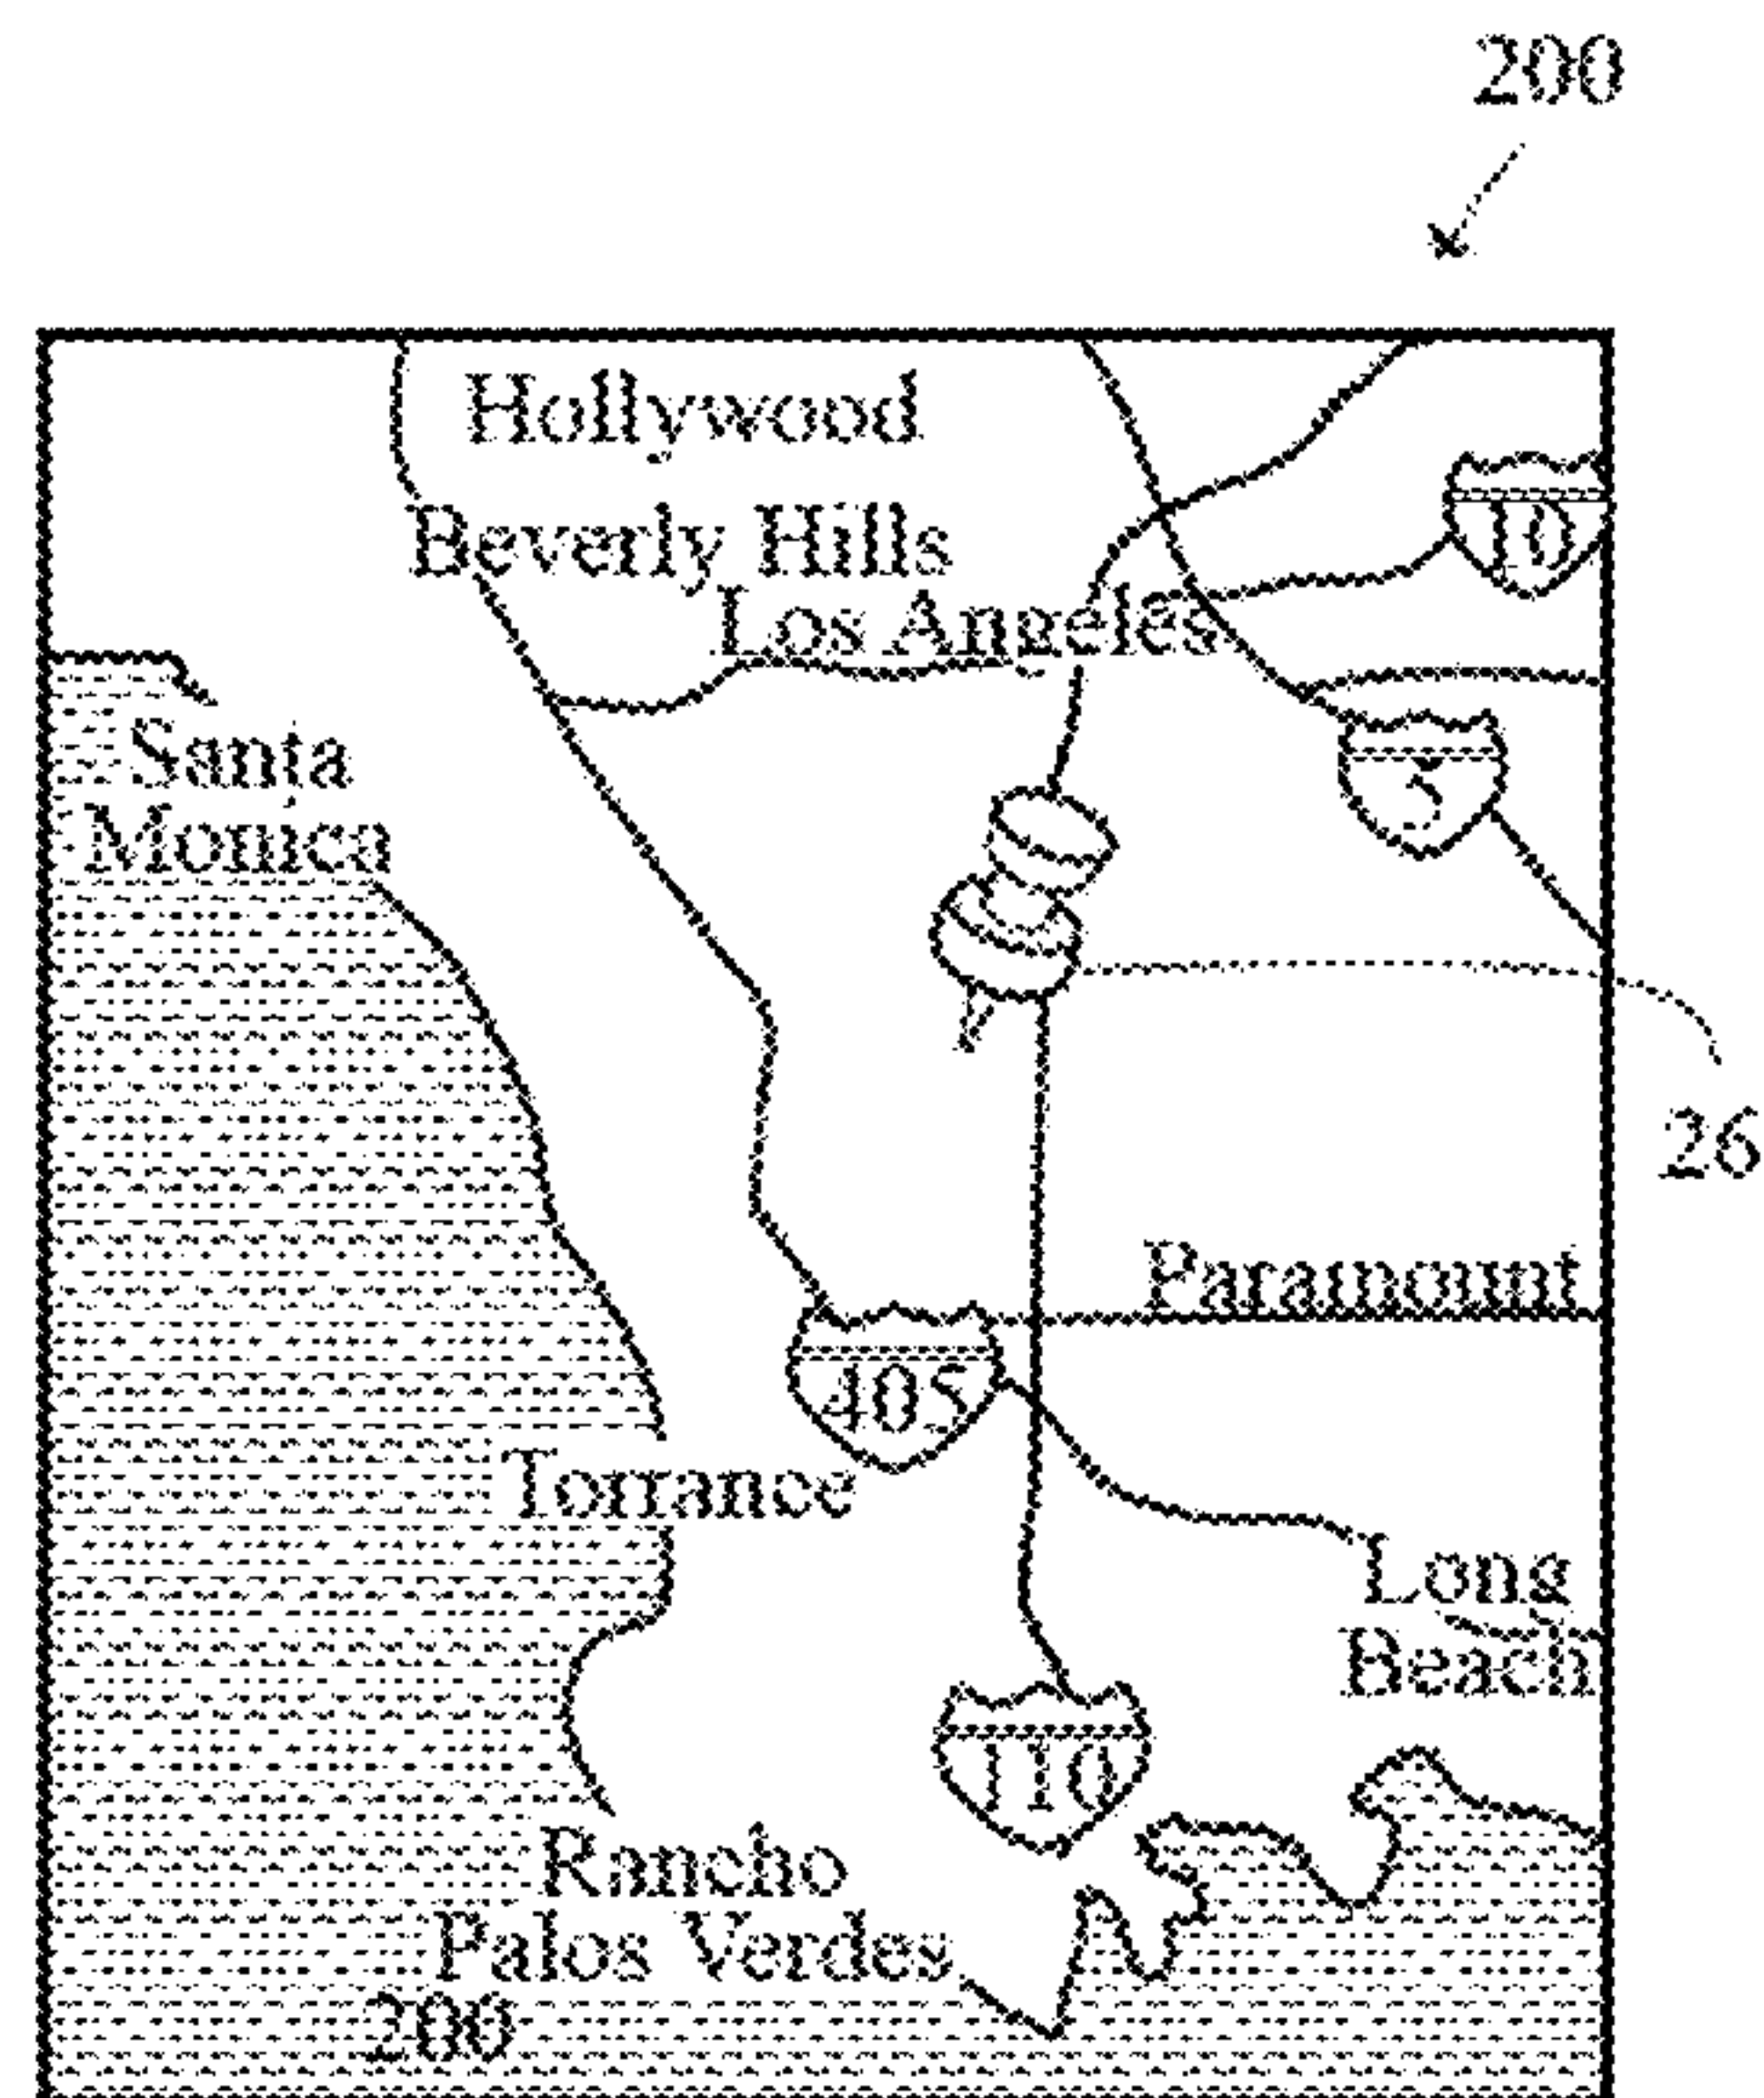 200
Hollywood
10
Beverly Hills
Los Angeles
5
Santa
Monica
26
Paramount
405
Torrance
Long
Beach
110
Rancho
Palos Verdes
200